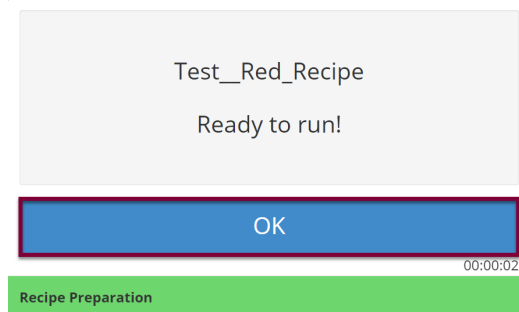 Test__Red_Recipe
Ready to run!
OK
00:00:02
Recipe Preparation